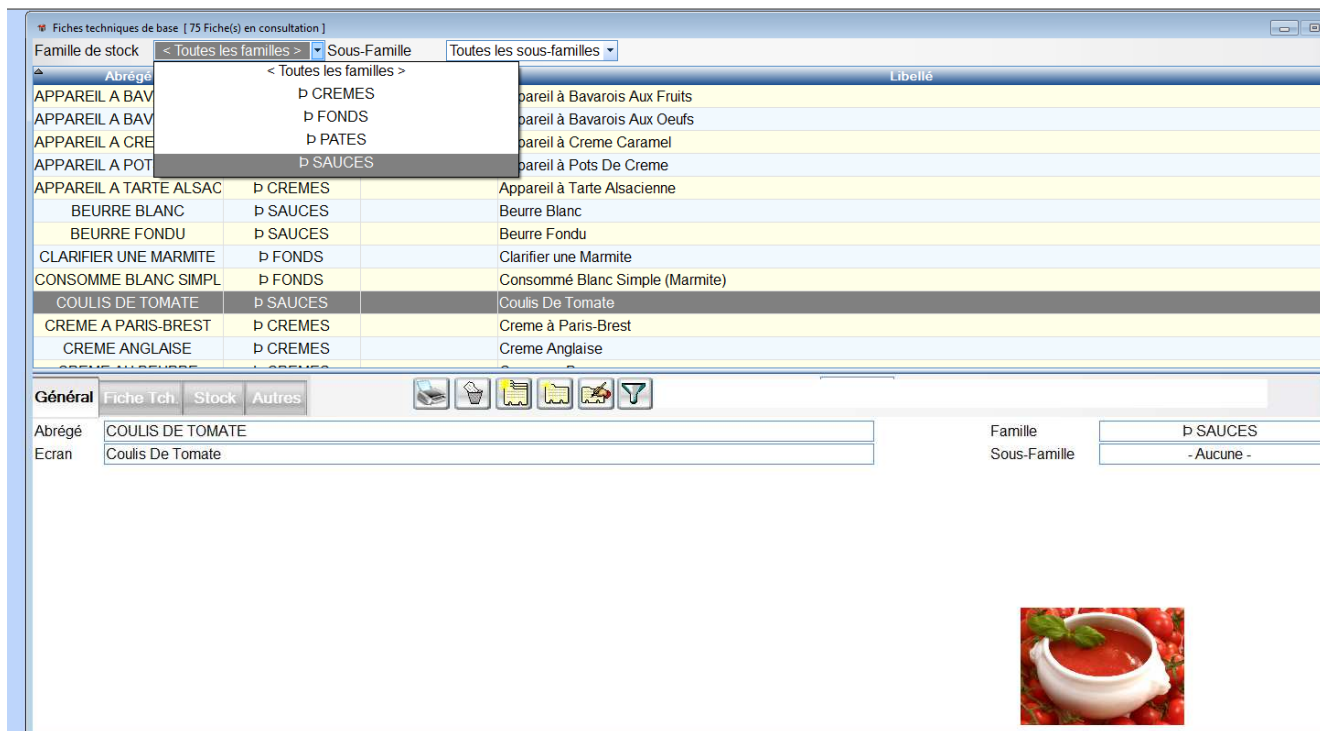 Fiches techniques de base [ 75 Fiche(s) en consultation ]
Famille de stock < Toutes les familles > Sous-Famille Toutes les sous-familles
Abrégé Libellé
< Toutes les familles >
Þ CREMES
Þ FONDS
Þ PATES
Þ SAUCES
APPAREIL A BAV pareil à Bavarois Aux Fruits
APPAREIL A BAV pareil à Bavarois Aux Oeufs
APPAREIL A CRE pareil à Creme Caramel
APPAREIL A POT pareil à Pots De Creme
APPAREIL A TARTE ALSAC Þ CREMES Appareil à Tarte Alsacienne
BEURRE BLANC Þ SAUCES Beurre Blanc
BEURRE FONDU Þ SAUCES Beurre Fondu
CLARIFIER UNE MARMITE Þ FONDS Clarifier une Marmite
CONSOMME BLANC SIMPL Þ FONDS Consommé Blanc Simple (Marmite)
COULIS DE TOMATE Þ SAUCES Coulis De Tomate
CREME A PARIS-BREST Þ CREMES Creme à Paris-Brest
CREME ANGLAISE Þ CREMES Creme Anglaise
Général Fiche Tch. Stock Autres
Abrégé COULIS DE TOMATE Famille Þ SAUCES
Ecran Coulis De Tomate Sous-Famille - Aucune -